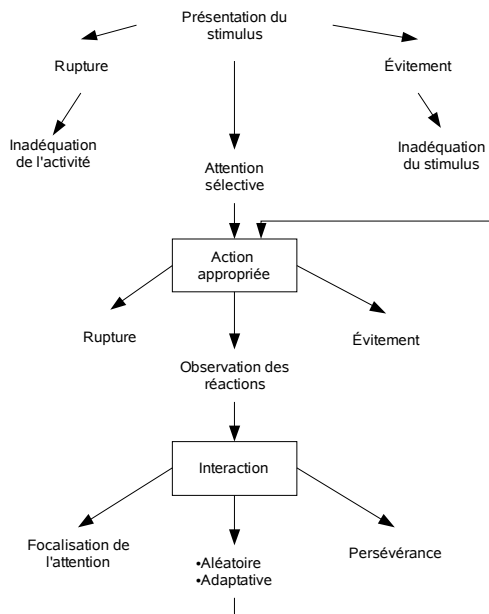 Présentation du
stimulus
Rupture
Évitement
Inadéquation
de l'activité
Inadéquation
du stimulus
Attention
sélective
Action
appropriée
Rupture
Évitement
Observation des
réactions
Interaction
Focalisation de
l'attention
•Aléatoire
•Adaptative
Persévérance